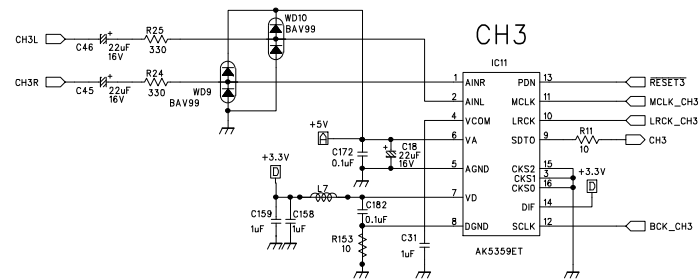 WD10
BAV99
CH3
CH3L
C46
+
22uF
16V
R25
330
IC11
CH3R
C45
+
22uF
16V
R24
330
WD9
BAV99
1 AINR PDN 13 RESET3
2 AINL MCLK 11 MCLK_CH3
4 VCOM LRCK 10 LRCK_CH3
+5V
A
6 VA SDTO 9 R11 10 CH3
C172
0.1uF
+
C18
22uF
16V
5 AGND CKS2 15
CKS1 3
CKS0 16
+3.3V
D
+3.3V
D
L7
7 VD DIF 14
C159
1uF
C158
1uF
C182
0.1uF
8 DGND SCLK 12 BCK_CH3
R153
10
C31
1uF
AK5359ET